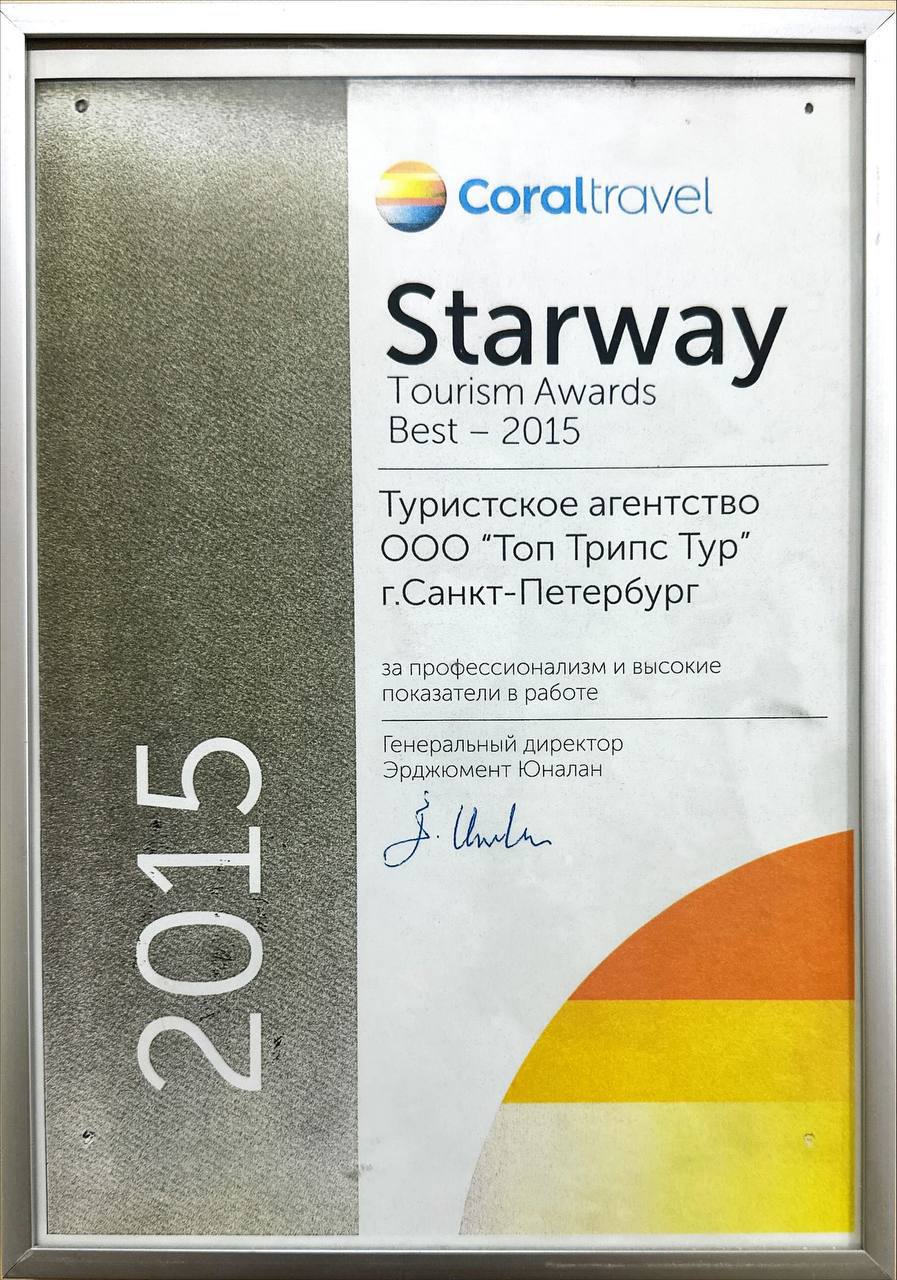 Coraltravel
Starway
Tourism Awards
Best – 2015
Туристское агентство
ООО “Топ Трипс Тур”
г.Санкт-Петербург
за профессионализм и высокие
показатели в работе
Генеральный директор
Эрджюмент Юналан
2015